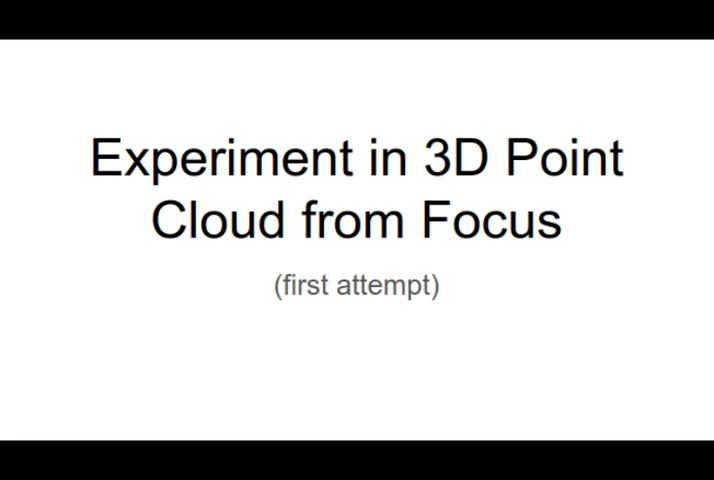 Experiment in 3D Point
Cloud from Focus
(first attempt)